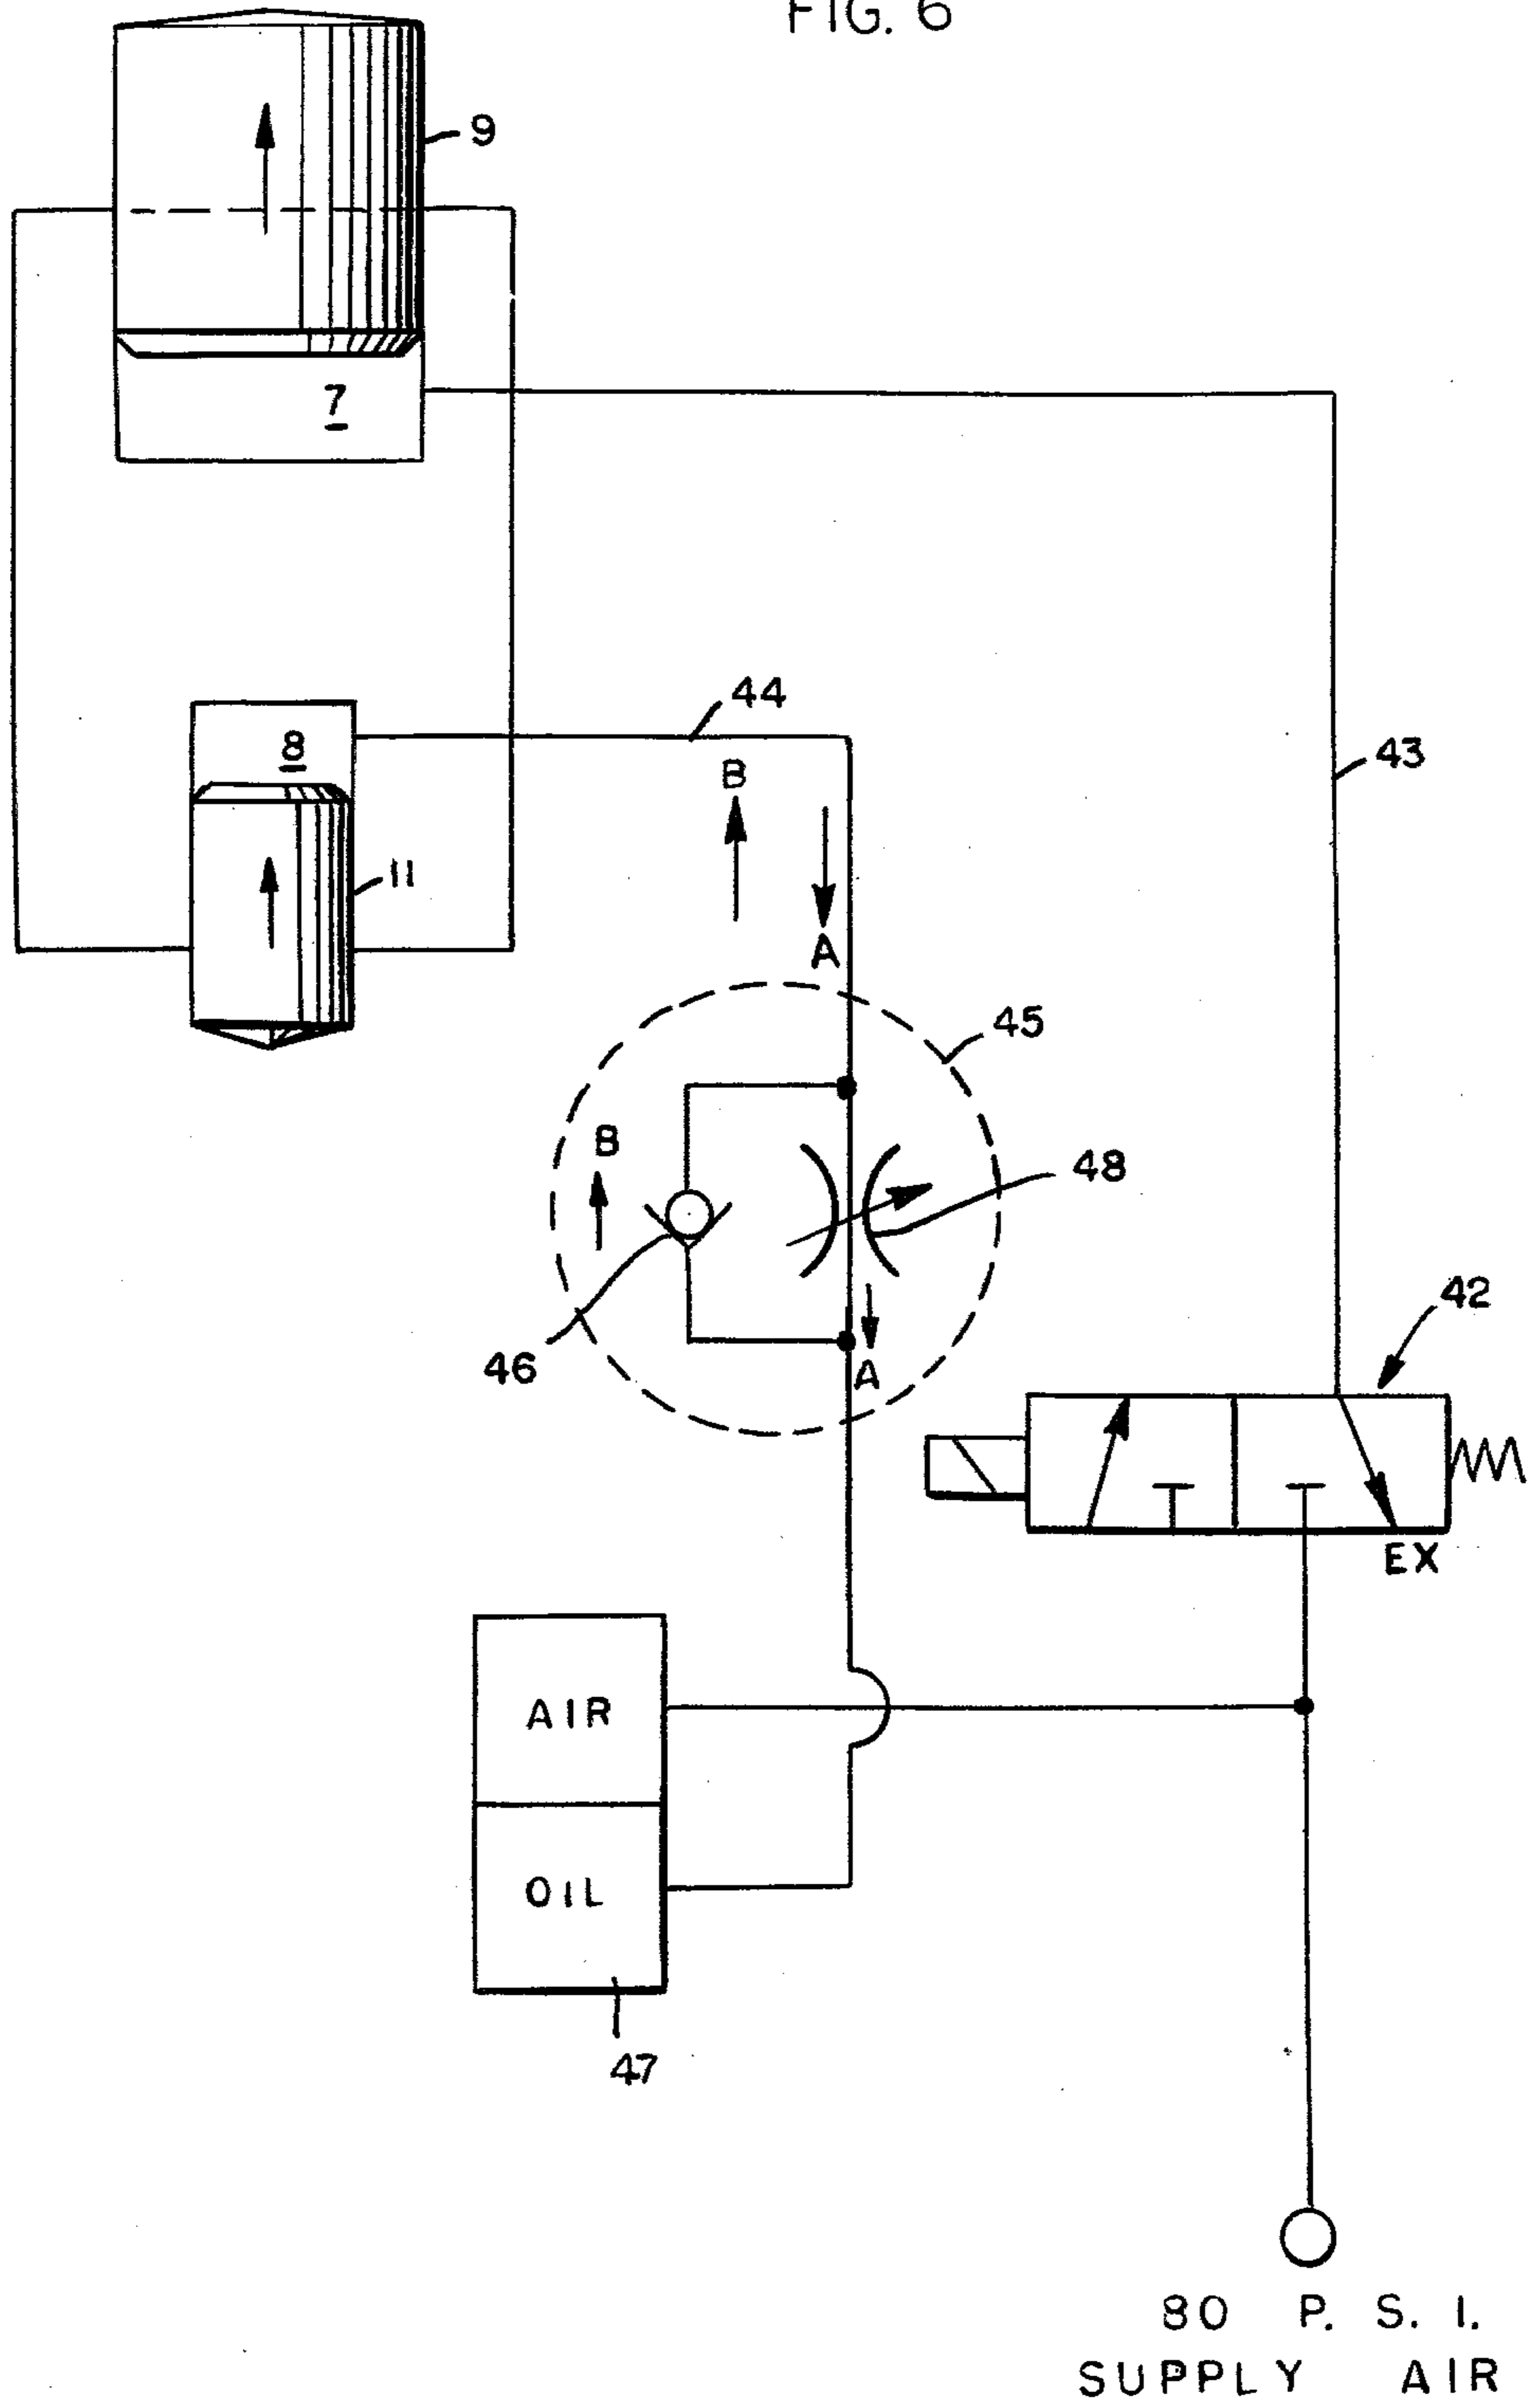 FIG. 6
9
7
44
8
43
B
11
A
45
B
48
46
A
42
EX
AIR
OIL
47
80 P. S. I.
SUPPLY AIR